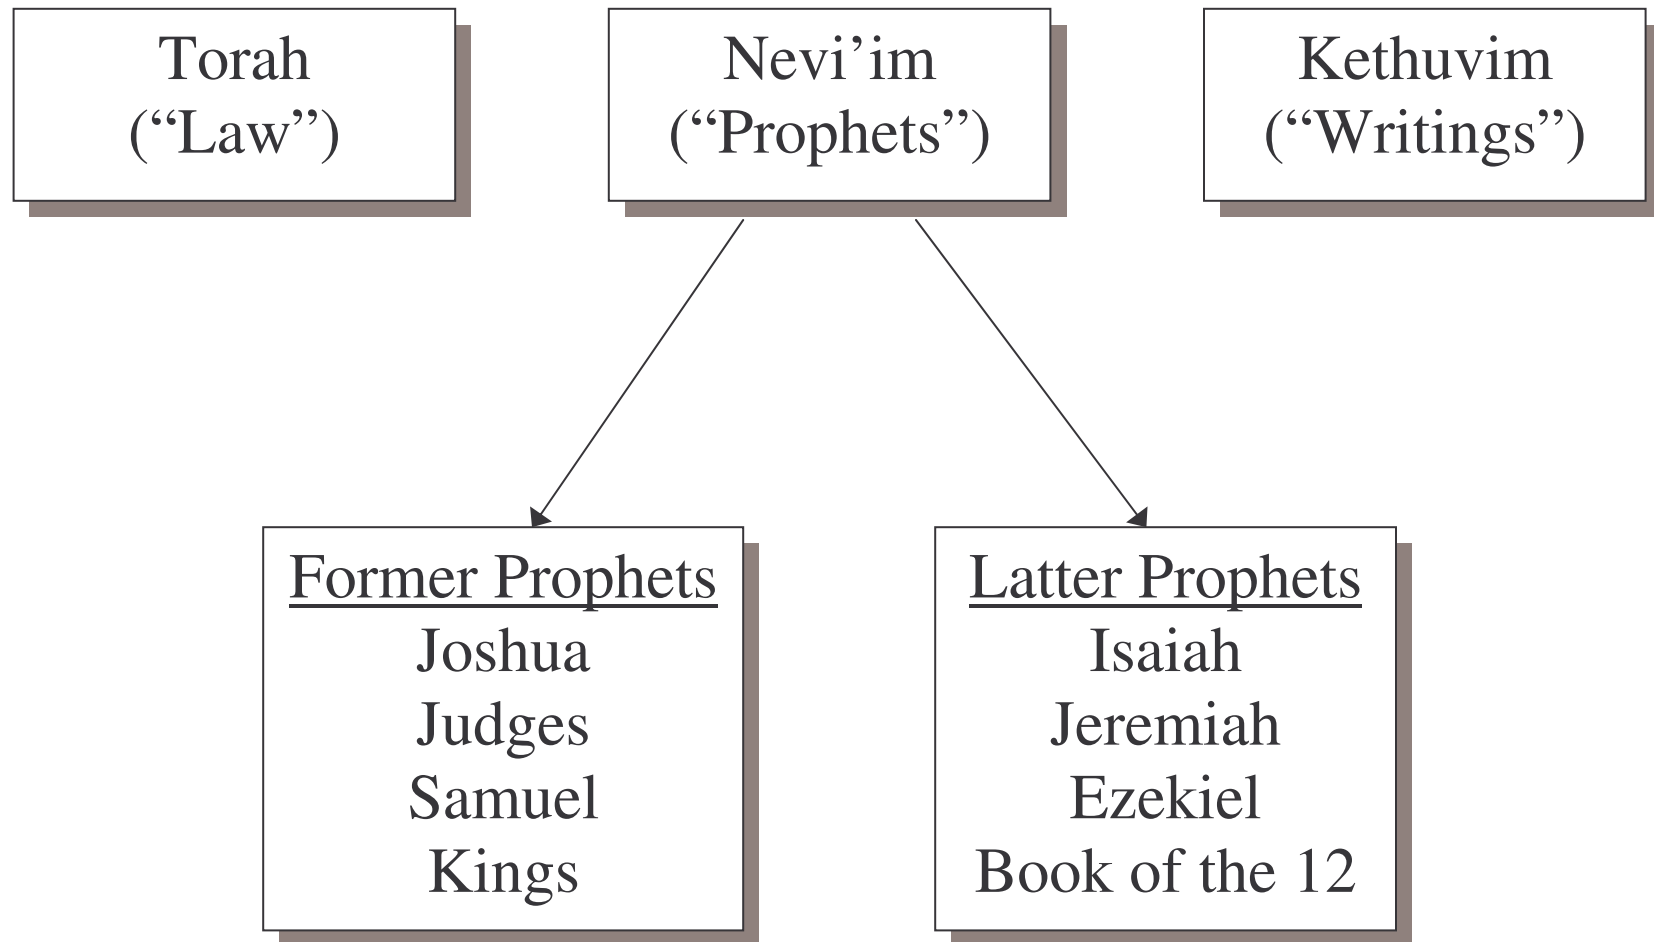 Torah
(“Law”)
Nevi’im
(“Prophets”)
Kethuvim
(“Writings”)
Former Prophets
Joshua
Judges
Samuel
Kings
Latter Prophets
Isaiah
Jeremiah
Ezekiel
Book of the 12